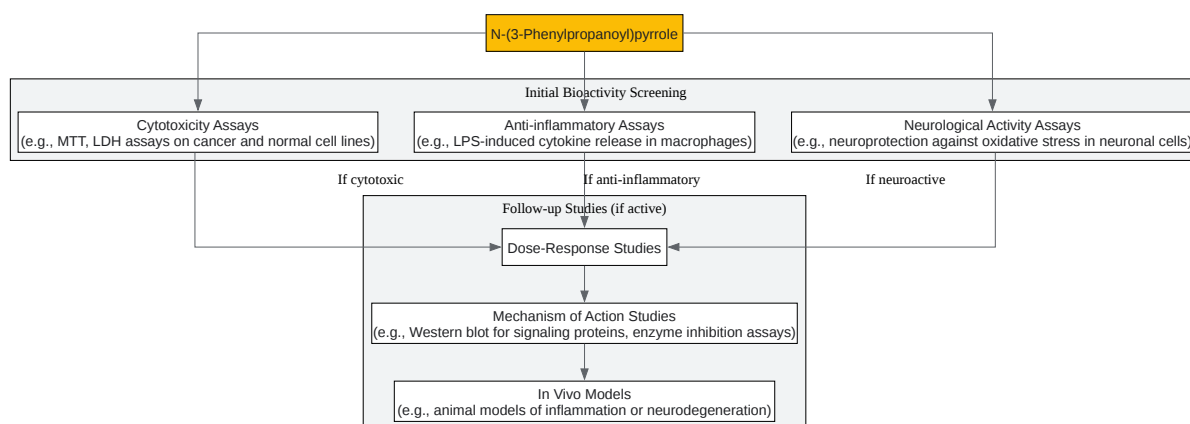 N-(3-Phenylpropanoyl)pyrrole
Initial Bioactivity Screening
Cytotoxicity Assays
(e.g., MTT, LDH assays on cancer and normal cell lines)
Anti-inflammatory Assays
(e.g., LPS-induced cytokine release in macrophages)
Neurological Activity Assays
(e.g., neuroprotection against oxidative stress in neuronal cells)
If cytotoxic
If anti-inflammatory
If neuroactive
Follow-up Studies (if active)
Dose-Response Studies
Mechanism of Action Studies
(e.g., Western blot for signaling proteins, enzyme inhibition assays)
In Vivo Models
(e.g., animal models of inflammation or neurodegeneration)